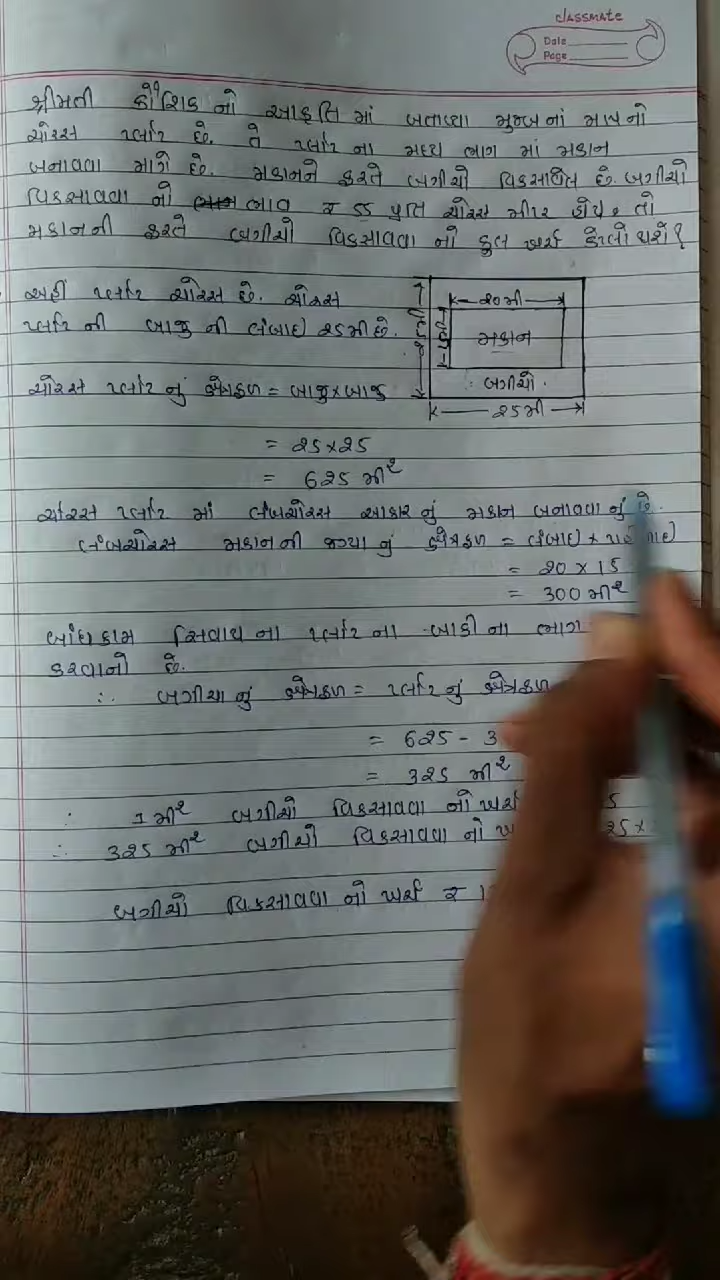 classmate
Date
Page
શ્રીમતી કૌશિક નો આકૃતિ માં બતાવ્યા મુજબનાં માપનો
ચોરસ પ્લોટ છે. તે પ્લોટ ના મધ્ય ભાગ માં મકાન
બનાવવા માગે છે. મકાનને ફરતે બગીચો વિકસાવેલ છે. બગીચો
વિકસાવવા નો ભાવ ₹ 55 પ્રતિ ચોરસ મીટર હોય, તો
મકાનની ફરતે બગીચો વિકસાવવા નો કુલ ખર્ચ કેટલો થશે?
અહીં પ્લોટ ચોરસ છે. ચોરસ
પ્લોટ ની બાજુ ની લંબાઇ 25મી છે.
20મી
મકાન
બગીચો
25મી
ચોરસ પ્લોટ નું ક્ષેત્રફળ = બાજુ × બાજુ
= 25 × 25
= 625 મી²
ચોરસ પ્લોટ માં લંબચોરસ આકાર નું મકાન બનાવવા નું છે.
લંબચોરસ મકાનની જગ્યા નું ક્ષેત્રફળ = લંબાઇ ×
= 20 × 15
= 300 મી²
બાંધકામ સિવાય ના પ્લોટ ના બાકી ના ભાગ
કરવાનો છે.
∴ બગીચા નું ક્ષેત્રફળ = પ્લોટ નું ક્ષેત્રફળ
= 625 - 3
= 325 મી²
∴ 1 મી² બગીચો વિકસાવવા નો ખર્ચ 5
∴ 325 મી² બગીચો વિકસાવવા નો 25 ×
બગીચો વિકસાવવા નો ખર્ચ ₹ 1